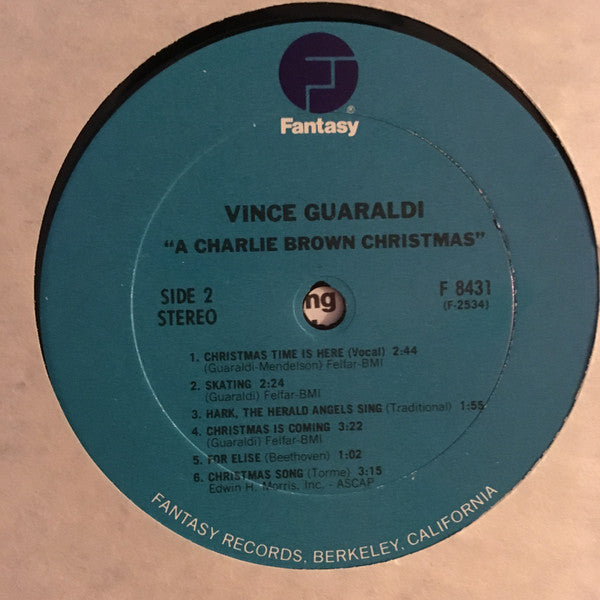 ®
Fantasy
VINCE GUARALDI
"A CHARLIE BROWN CHRISTMAS"
SIDE 2
STEREO
ng
F 8431
(F-2534)
1. CHRISTMAS TIME IS HERE (Vocal) 2:44
(Guaraldi-Mendelson) Felfar-BMI
2. SKATING 2:24
(Guaraldi) Felfar-BMI
3. HARK, THE HERALD ANGELS SING (Traditional) 1:55
4. CHRISTMAS IS COMING 3:22
(Guaraldi) Felfar-BMI
5. FOR ELISE (Beethoven) 1:02
6. CHRISTMAS SONG (Torme) 3:15
Edwin H. Morris, Inc. - ASCAP
FANTASY RECORDS, BERKELEY, CALIFORNIA